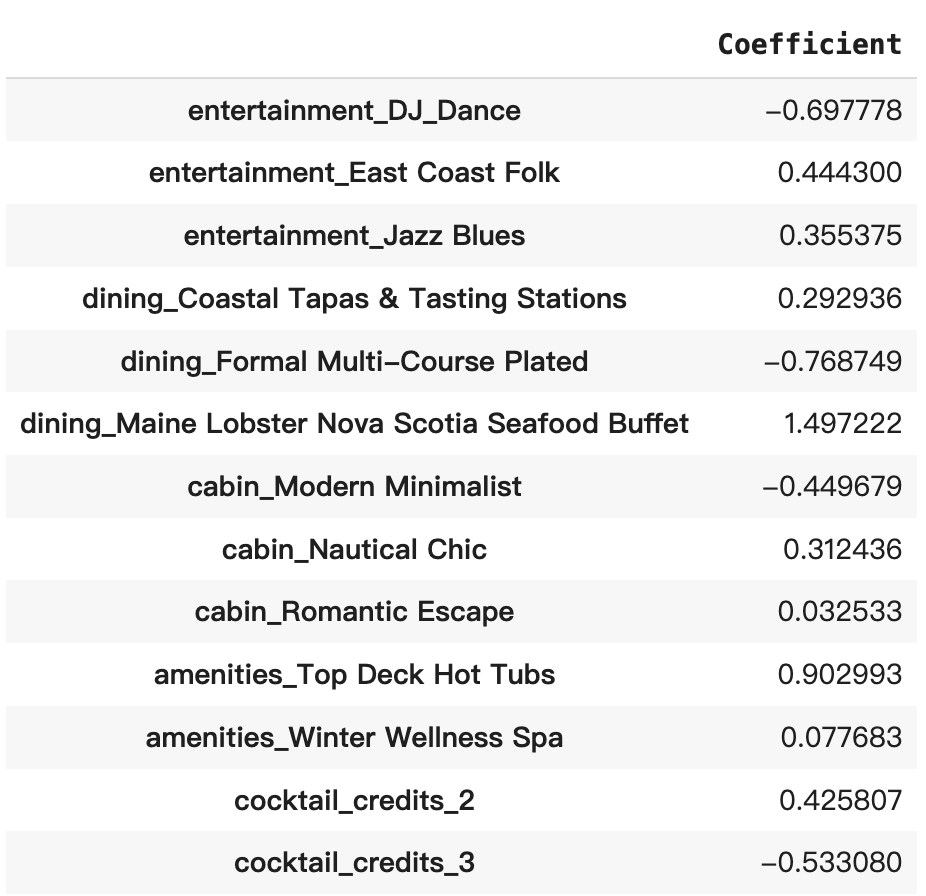 Coefficient
entertainment_DJ_Dance −0.697778
entertainment_East Coast Folk 0.444300
entertainment_Jazz Blues 0.355375
dining_Coastal Tapas & Tasting Stations 0.292936
dining_Formal Multi–Course Plated −0.768749
dining_Maine Lobster Nova Scotia Seafood Buffet 1.497222
cabin_Modern Minimalist −0.449679
cabin_Nautical Chic 0.312436
cabin_Romantic Escape 0.032533
amenities_Top Deck Hot Tubs 0.902993
amenities_Winter Wellness Spa 0.077683
cocktail_credits_2 0.425807
cocktail_credits_3 −0.533080